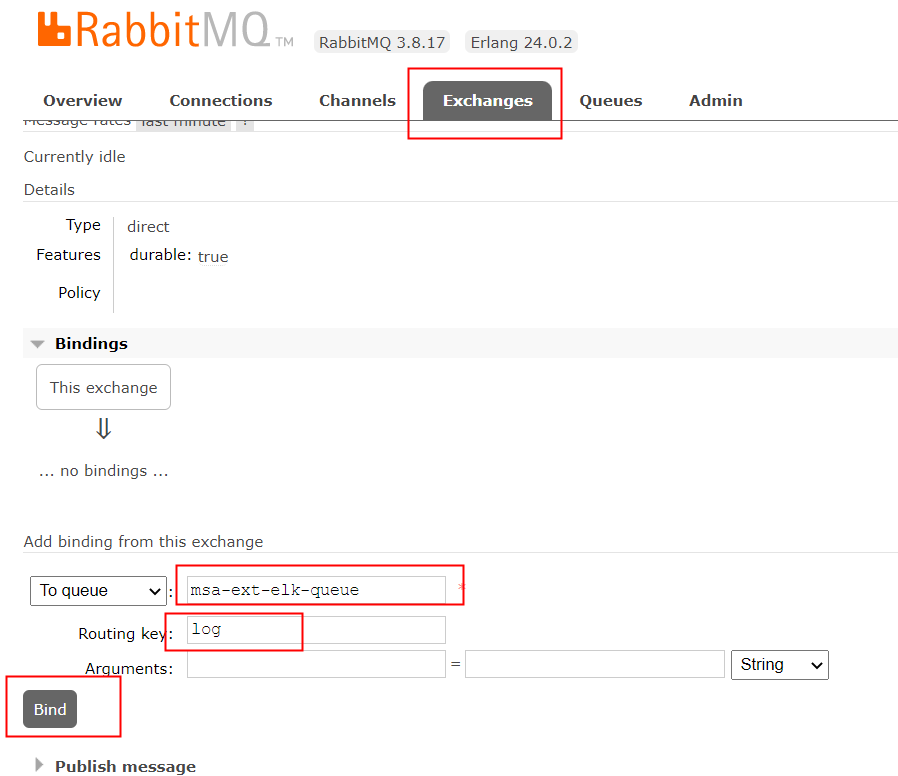 RabbitMQ TM RabbitMQ 3.8.17 Erlang 24.0.2
Overview Connections Channels Exchanges Queues Admin
Message rates last minute ?
Currently idle
Details
Type direct
Features durable: true
Policy
Bindings
This exchange
⇓
... no bindings ...
Add binding from this exchange
To queue : msa-ext-elk-queue *
Routing key: log
Arguments: = String
Bind
Publish message